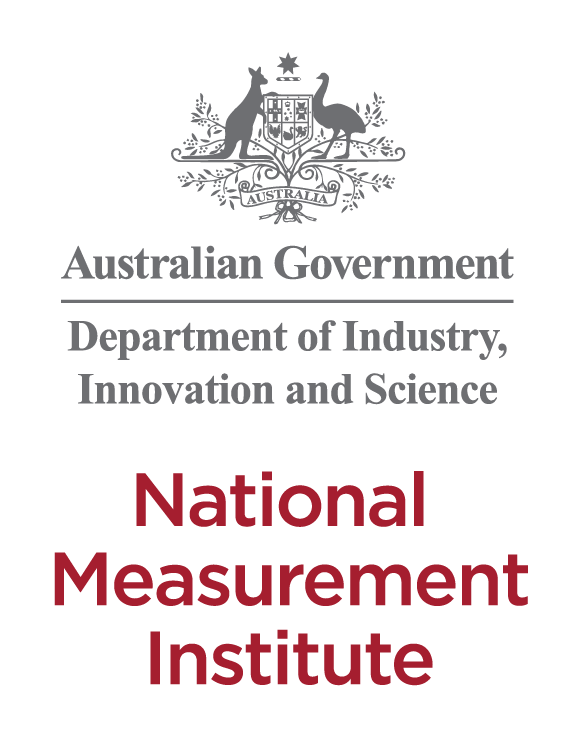 AUSTRALIA
Australian Government
Department of Industry,
Innovation and Science
National
Measurement
Institute